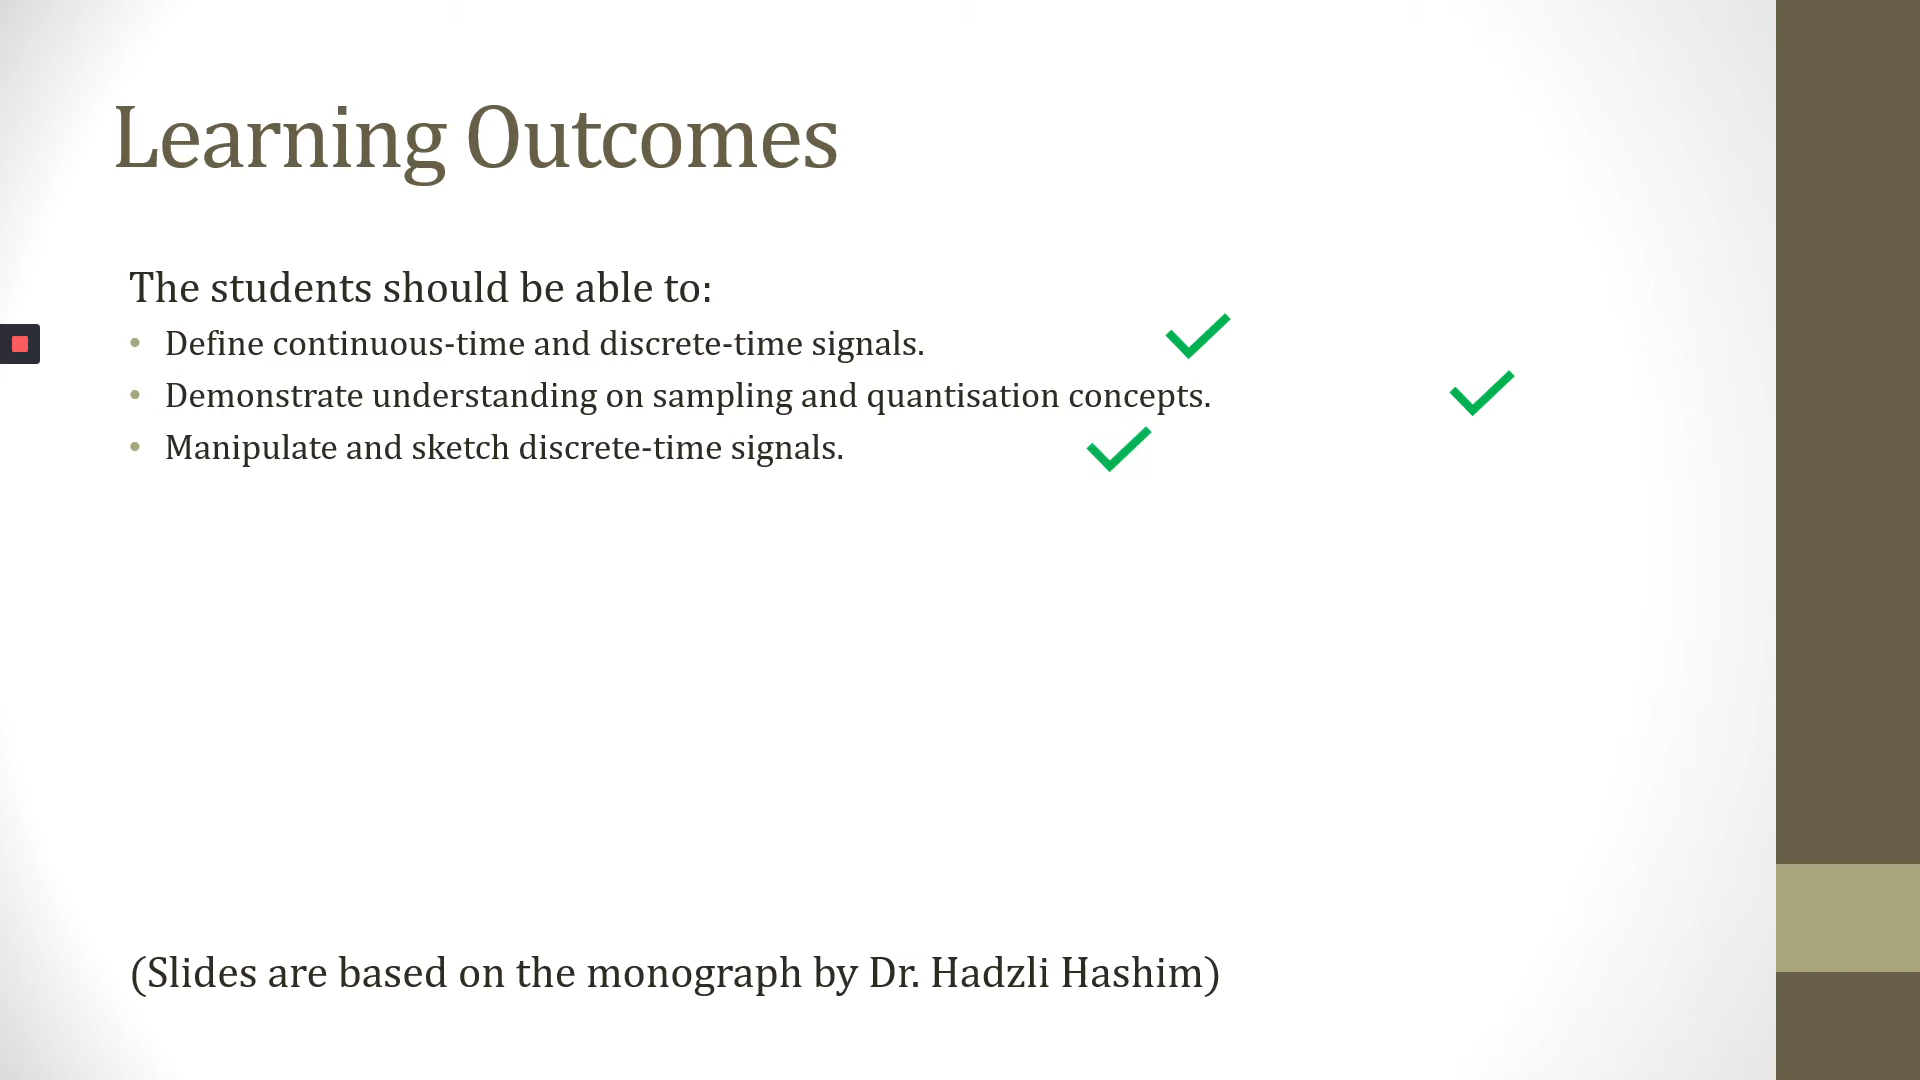 Learning Outcomes
The students should be able to:
• Define continuous-time and discrete-time signals.
• Demonstrate understanding on sampling and quantisation concepts.
• Manipulate and sketch discrete-time signals.
(Slides are based on the monograph by Dr. Hadzli Hashim)